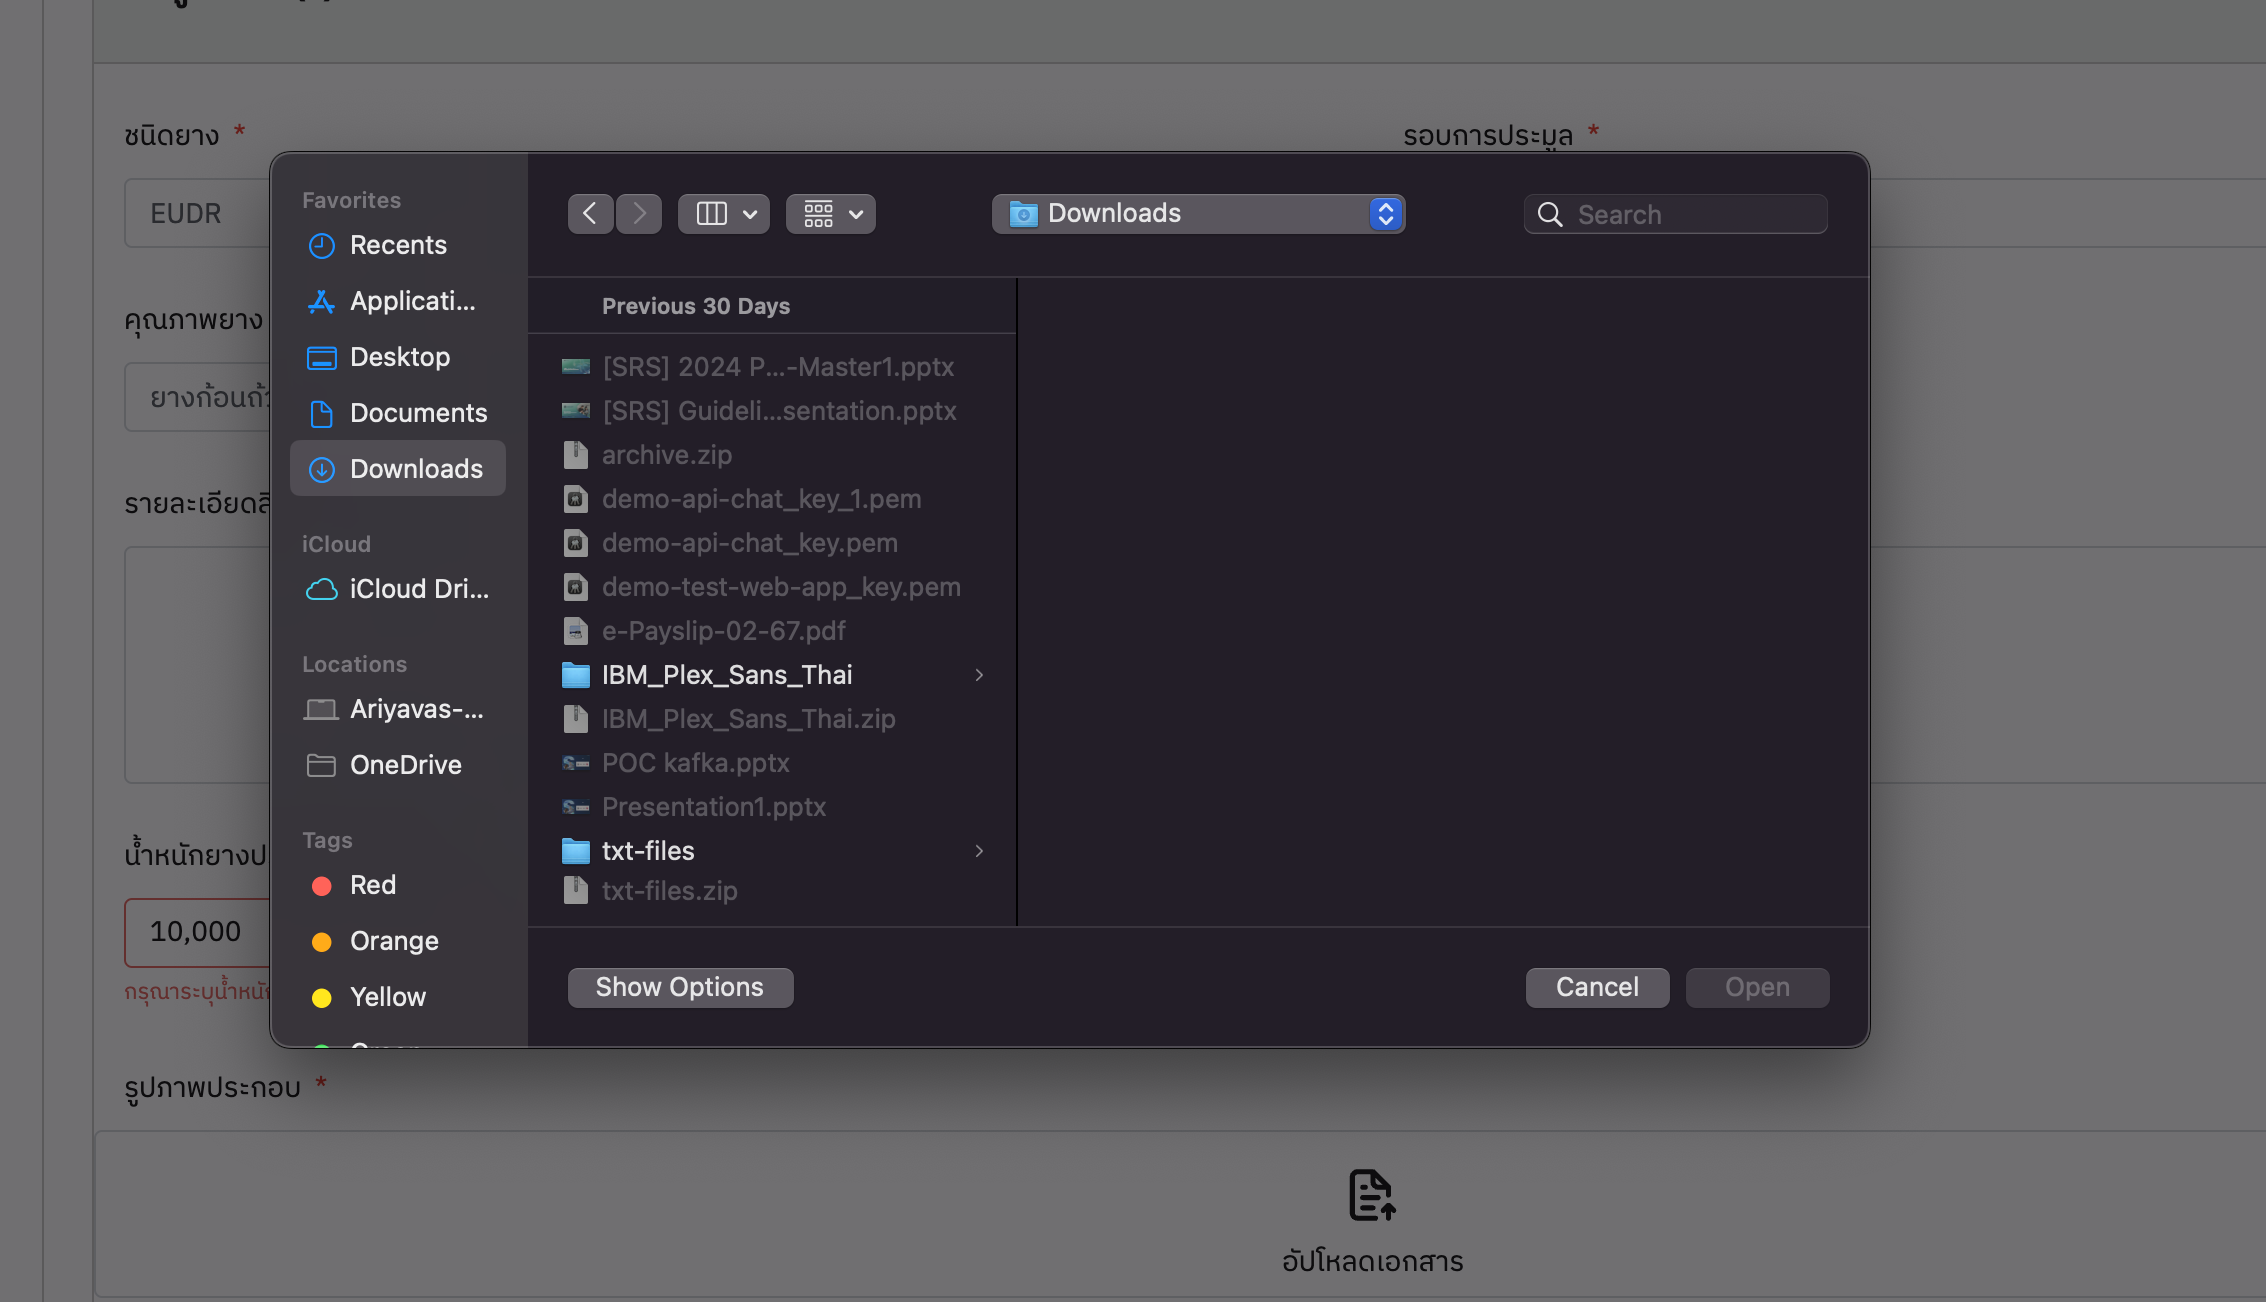 ชนิดยาง *
รอบการประมูล *
EUDR
คุณภาพยาง
ยางก้อนถ้ว
รายละเอียดสิ
น้ำหนักยางป
10,000
กรุณาระบุน้ำหนัก
Favorites
Recents
Applicati...
Desktop
Documents
Downloads
iCloud
iCloud Dri...
Locations
Ariyavas-...
OneDrive
Tags
Red
Orange
Yellow
Green
Downloads
Search
Previous 30 Days
[SRS] 2024 P...-Master1.pptx
[SRS] Guideli...sentation.pptx
archive.zip
demo-api-chat_key_1.pem
demo-api-chat_key.pem
demo-test-web-app_key.pem
e-Payslip-02-67.pdf
IBM_Plex_Sans_Thai
IBM_Plex_Sans_Thai.zip
POC kafka.pptx
Presentation1.pptx
txt-files
txt-files.zip
Show Options
Cancel
Open
รูปภาพประกอบ *
อัปโหลดเอกสาร